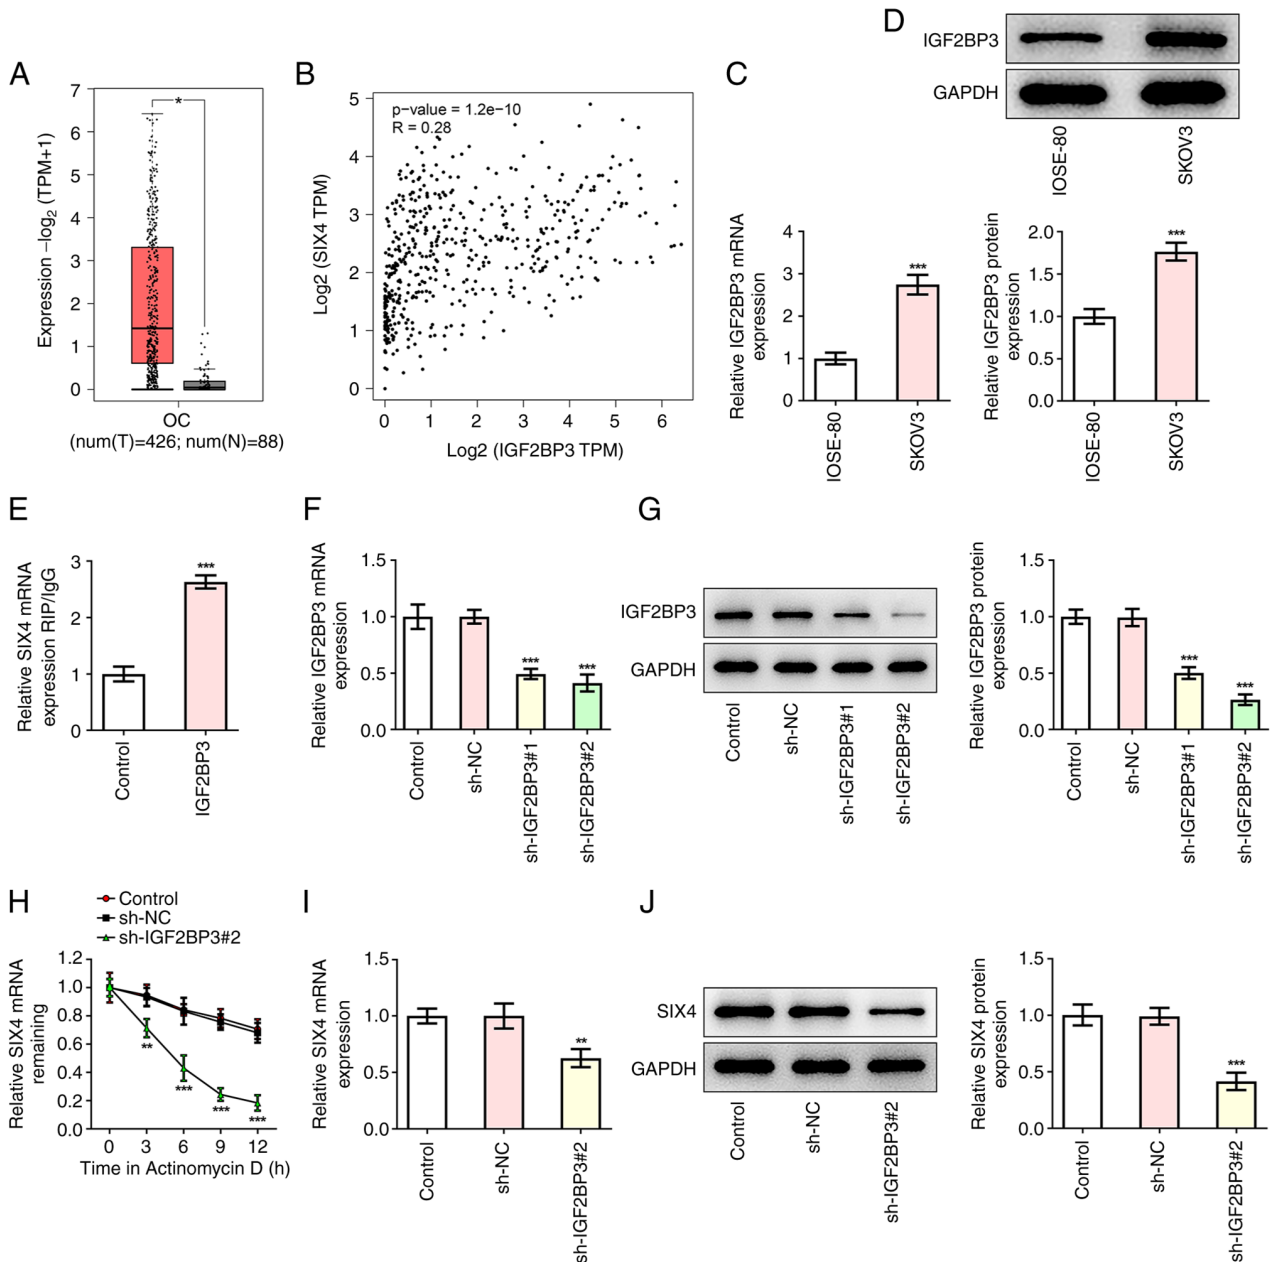 A
Expression –log2 (TPM+1)
7
6
5
4
3
2
1
0
*
OC
(num(T)=426; num(N)=88)
B
Log2 (SIX4 TPM)
5
4
3
2
1
0
p−value = 1.2e−10
R = 0.28
0 1 2 3 4 5 6
Log2 (IGF2BP3 TPM)
C
Relative IGF2BP3 mRNA
expression
4
3
2
1
0
***
IOSE-80
SKOV3
D
IGF2BP3
GAPDH
IOSE-80
SKOV3
Relative IGF2BP3 protein
expression
2.0
1.5
1.0
0.5
0.0
***
IOSE-80
SKOV3
E
Relative SIX4 mRNA
expression RIP/IgG
3
2
1
0
***
Control
IGF2BP3
F
Relative IGF2BP3 mRNA
expression
1.5
1.0
0.5
0.0
***
***
Control
sh-NC
sh-IGF2BP3#1
sh-IGF2BP3#2
G
IGF2BP3
GAPDH
Control
sh-NC
sh-IGF2BP3#1
sh-IGF2BP3#2
Relative IGF2BP3 protein
expression
1.5
1.0
0.5
0.0
***
***
Control
sh-NC
sh-IGF2BP3#1
sh-IGF2BP3#2
H
Control
sh-NC
sh-IGF2BP3#2
Relative SIX4 mRNA
remaining
1.2
1.0
0.8
0.6
0.4
0.2
0.0
**
***
***
***
0 3 6 9 12
Time in Actinomycin D (h)
I
Relative SIX4 mRNA
expression
1.5
1.0
0.5
0.0
**
Control
sh-NC
sh-IGF2BP3#2
J
SIX4
GAPDH
Control
sh-NC
sh-IGF2BP3#2
Relative SIX4 protein
expression
1.5
1.0
0.5
0.0
***
Control
sh-NC
sh-IGF2BP3#2